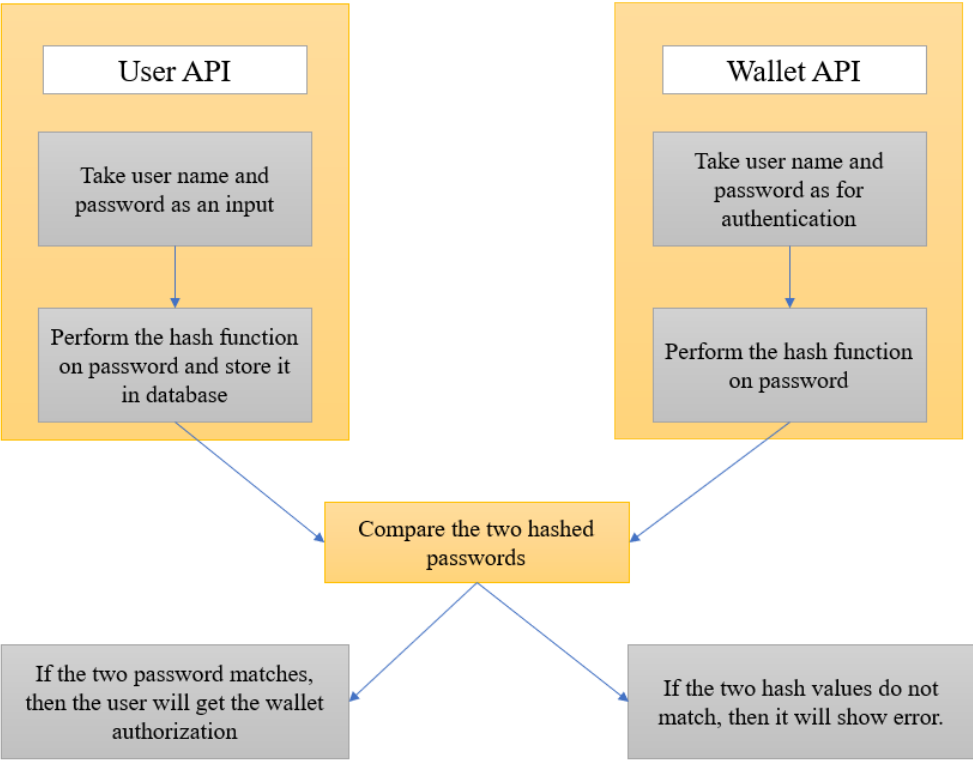 User API
Take user name and
password as an input
Perform the hash function
on password and store it
in database
Wallet API
Take user name and
password as for
authentication
Perform the hash function
on password
Compare the two hashed
passwords
If the two password matches,
then the user will get the wallet
authorization
If the two hash values do not
match, then it will show error.